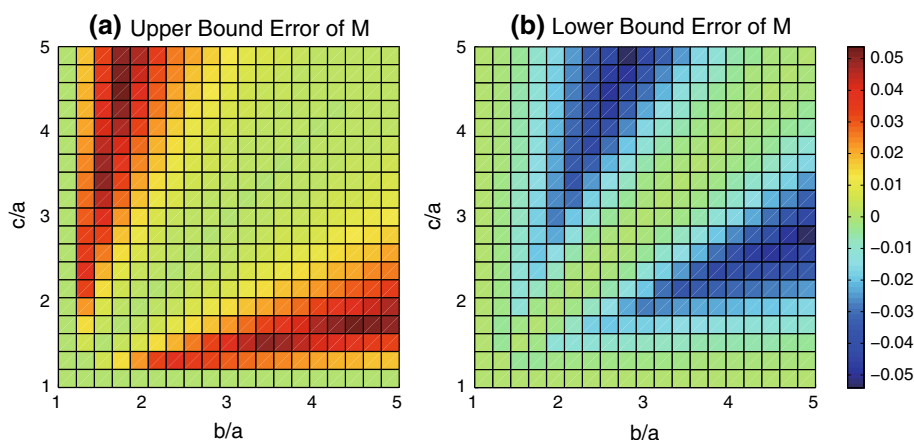 (a) Upper Bound Error of M
5
4
3
2
1
c/a
1 2 3 4 5
b/a
(b) Lower Bound Error of M
5
4
3
2
1
c/a
1 2 3 4 5
b/a
0.05
0.04
0.03
0.02
0.01
0
−0.01
−0.02
−0.03
−0.04
−0.05